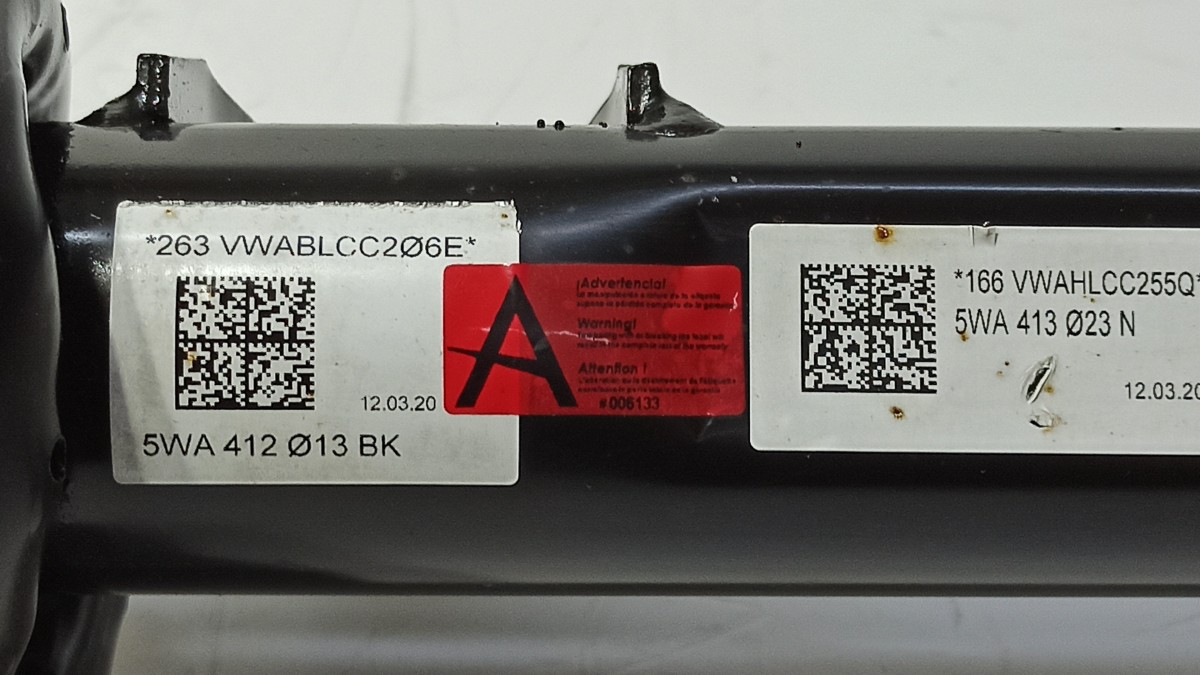 *263 VWABLCC2Ø6E*
12.03.20
5WA 412 Ø13 BK
A
¡Advertencia!
Warning!
Attention !
#006133
*166 VWAHLCC255Q*
5WA 413 Ø23 N
12.03.20